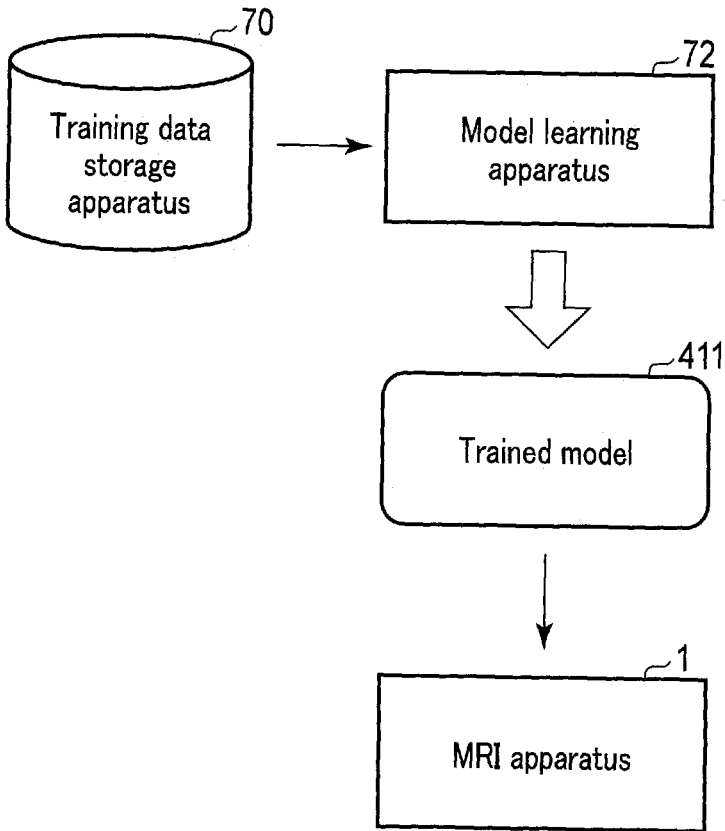 70
Training data
storage
apparatus
72
Model learning
apparatus
411
Trained model
1
MRI apparatus